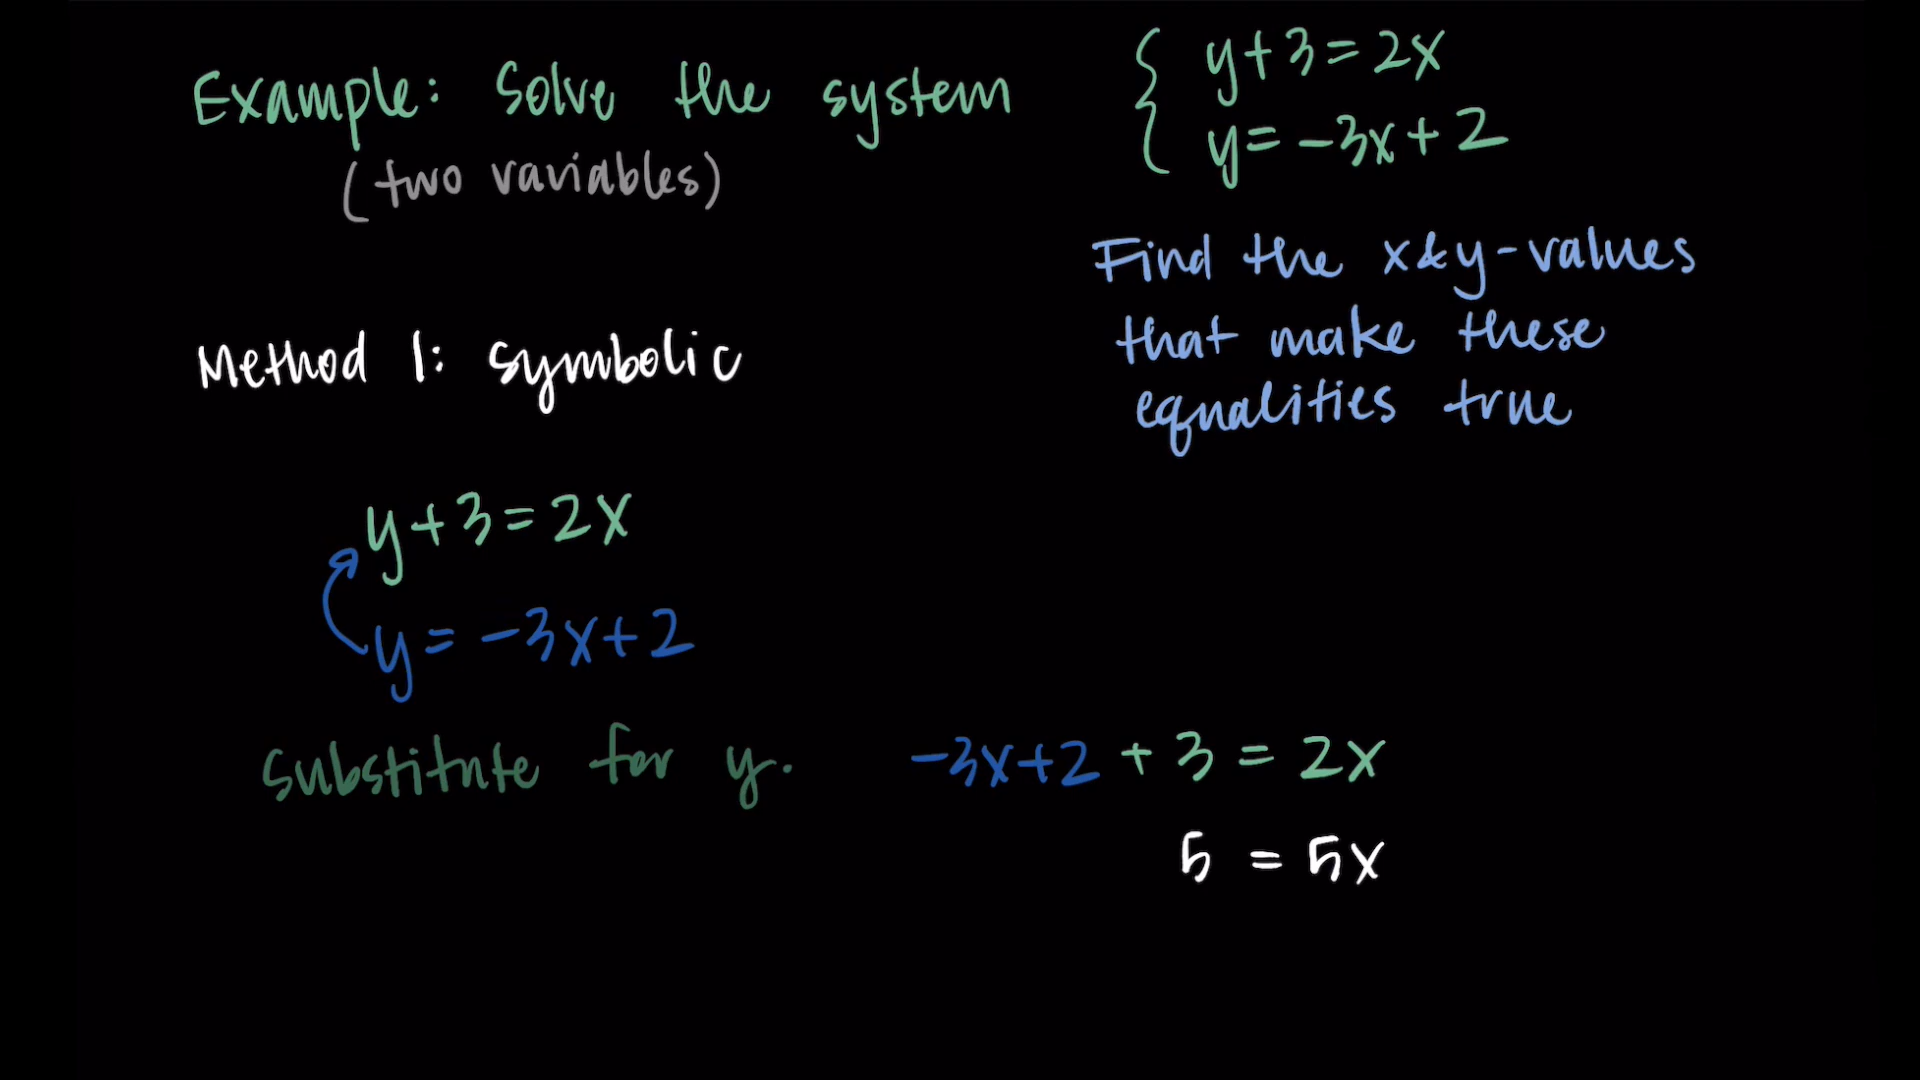 Example: Solve the system
(two variables)
{ y+3=2x
y=-3x+2
Find the x&y-values
that make these
equalities true
Method 1: symbolic
y+3=2x
y=-3x+2
Substitute for y.
-3x+2+3=2x
5=5x